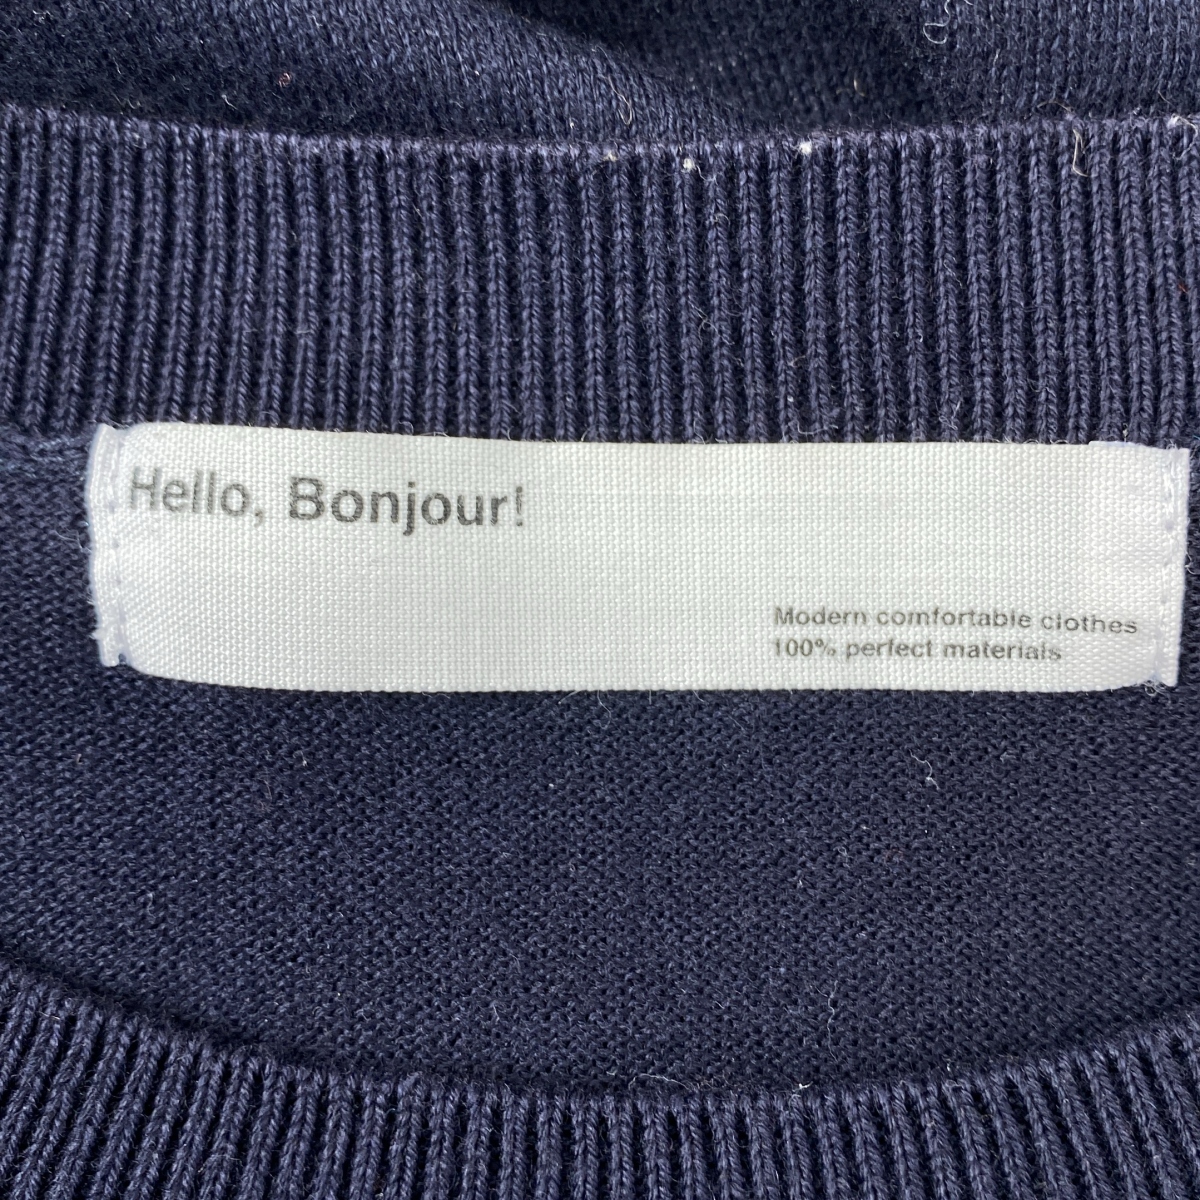 Hello, Bonjour!
Modern comfortable clothes
100% perfect materials